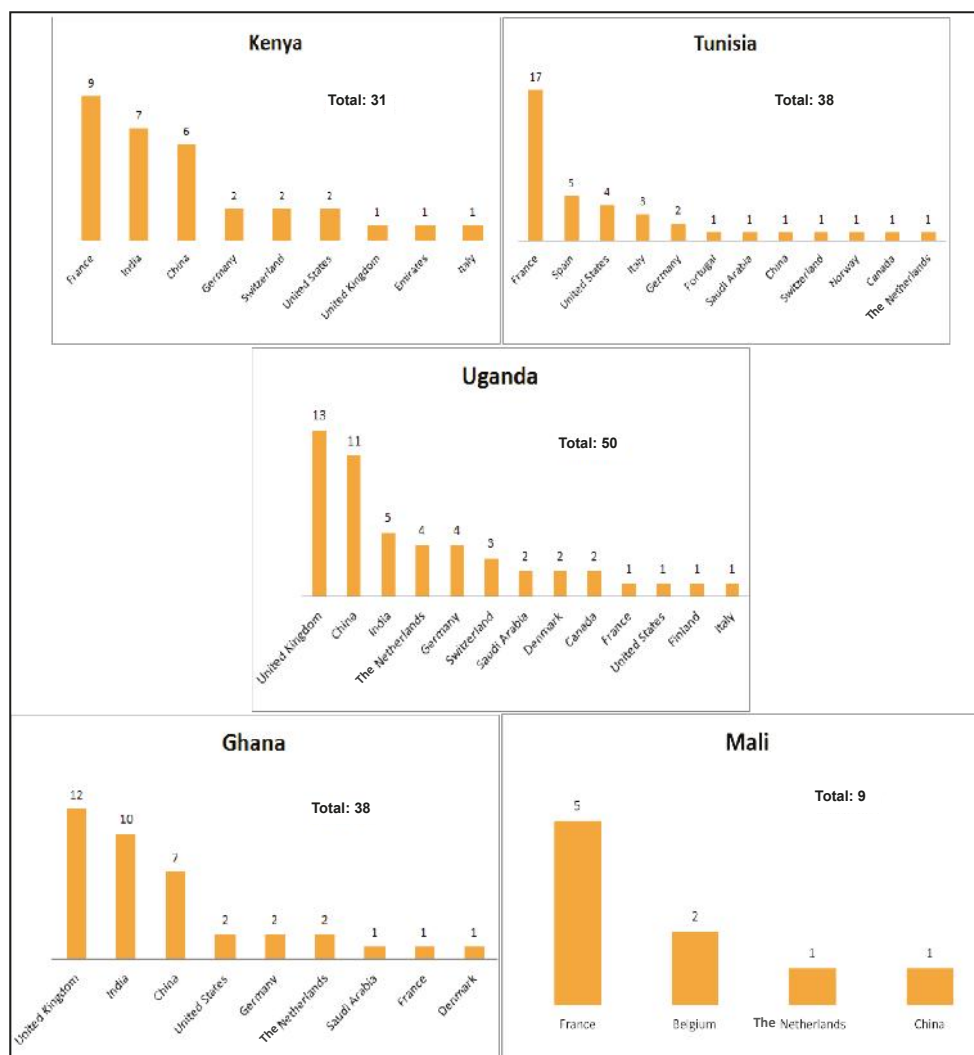 Kenya
Total: 31
9
7
6
2
2
2
1
1
1
France
India
China
Germany
Switzerland
United States
United Kingdom
Emirates
Italy
Tunisia
Total: 38
17
5
4
3
2
1
1
1
1
1
1
1
France
Spain
United States
Italy
Germany
Portugal
Saudi Arabia
China
Switzerland
Norway
Canada
The Netherlands
Uganda
Total: 50
13
11
5
4
4
3
2
2
2
1
1
1
1
United Kingdom
China
India
The Netherlands
Germany
Switzerland
Saudi Arabia
Denmark
Canada
France
United States
Finland
Italy
Ghana
Total: 38
12
10
7
2
2
2
1
1
1
United Kingdom
India
China
United States
Germany
The Netherlands
Saudi Arabia
France
Denmark
Mali
Total: 9
5
2
1
1
France
Belgium
The Netherlands
China